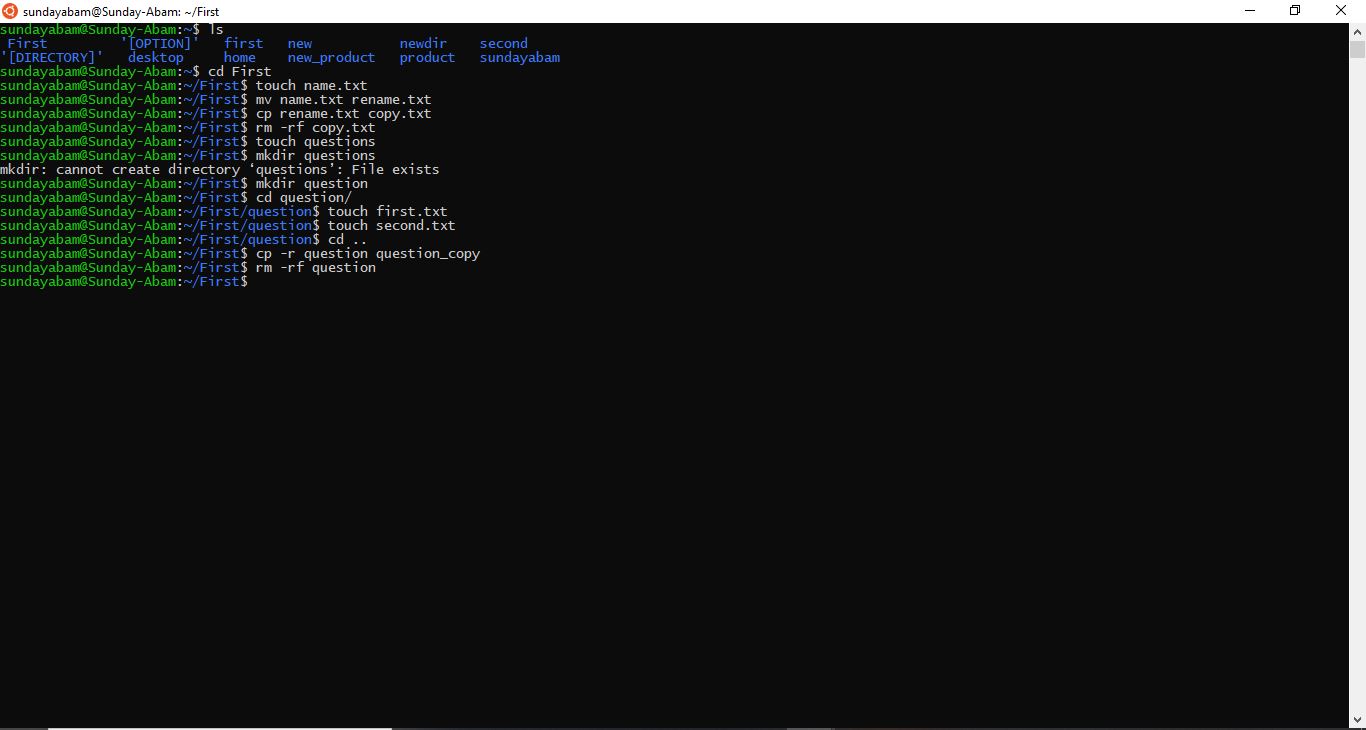 sundayabam@Sunday-Abam: ~/First
sundayabam@Sunday-Abam:~$ ls
 First         '[OPTION]'   first   new           newdir    second
'[DIRECTORY]'   desktop     home    new_product   product   sundayabam
sundayabam@Sunday-Abam:~$ cd First
sundayabam@Sunday-Abam:~/First$ touch name.txt
sundayabam@Sunday-Abam:~/First$ mv name.txt rename.txt
sundayabam@Sunday-Abam:~/First$ cp rename.txt copy.txt
sundayabam@Sunday-Abam:~/First$ rm -rf copy.txt
sundayabam@Sunday-Abam:~/First$ touch questions
sundayabam@Sunday-Abam:~/First$ mkdir questions
mkdir: cannot create directory ‘questions’: File exists
sundayabam@Sunday-Abam:~/First$ mkdir question
sundayabam@Sunday-Abam:~/First$ cd question/
sundayabam@Sunday-Abam:~/First/question$ touch first.txt
sundayabam@Sunday-Abam:~/First/question$ touch second.txt
sundayabam@Sunday-Abam:~/First/question$ cd ..
sundayabam@Sunday-Abam:~/First$ cp -r question question_copy
sundayabam@Sunday-Abam:~/First$ rm -rf question
sundayabam@Sunday-Abam:~/First$